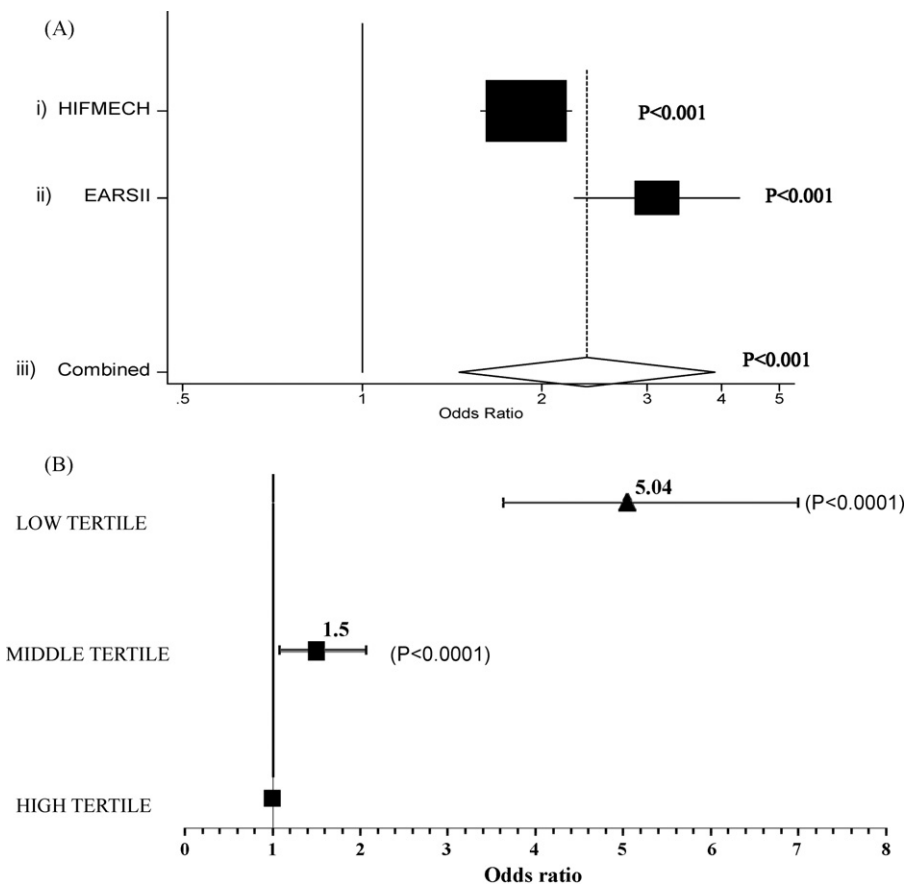 (A)
i) HIFMECH P<0.001
ii) EARSII P<0.001
iii) Combined P<0.001
.5 1 2 3 4 5
Odds Ratio
(B)
5.04
LOW TERTILE (P<0.0001)
1.5
MIDDLE TERTILE (P<0.0001)
HIGH TERTILE
0 1 2 3 4 5 6 7 8
Odds ratio